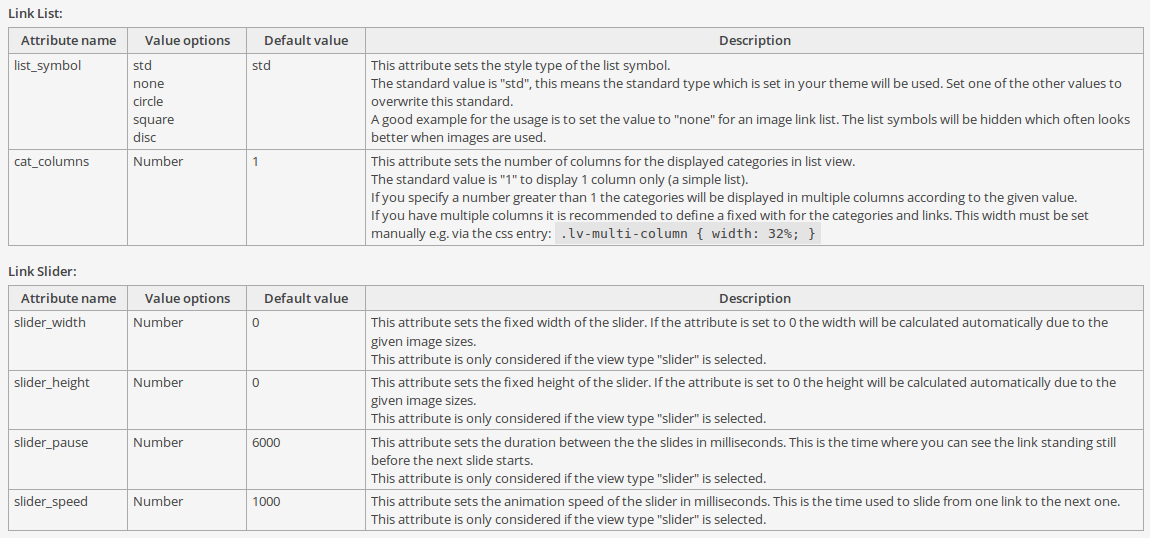 Link List:
Attribute name Value options Default value Description
list_symbol std std This attribute sets the style type of the list symbol.
none The standard value is "std", this means the standard type which is set in your theme will be used. Set one of the other values to
circle overwrite this standard.
square A good example for the usage is to set the value to "none" for an image link list. The list symbols will be hidden which often looks
disc better when images are used.
cat_columns Number 1 This attribute sets the number of columns for the displayed categories in list view.
The standard value is "1" to display 1 column only (a simple list).
If you specify a number greater than 1 the categories will be displayed in multiple columns according to the given value.
If you have multiple columns it is recommended to define a fixed with for the categories and links. This width must be set
manually e.g. via the css entry: .lv-multi-column { width: 32%; }
Link Slider:
Attribute name Value options Default value Description
slider_width Number 0 This attribute sets the fixed width of the slider. If the attribute is set to 0 the width will be calculated automatically due to the
given image sizes.
This attribute is only considered if the view type "slider" is selected.
slider_height Number 0 This attribute sets the fixed height of the slider. If the attribute is set to 0 the height will be calculated automatically due to the
given image sizes.
This attribute is only considered if the view type "slider" is selected.
slider_pause Number 6000 This attribute sets the duration between the the slides in milliseconds. This is the time where you can see the link standing still
before the next slide starts.
This attribute is only considered if the view type "slider" is selected.
slider_speed Number 1000 This attribute sets the animation speed of the slider in milliseconds. This is the time used to slide from one link to the next one.
This attribute is only considered if the view type "slider" is selected.